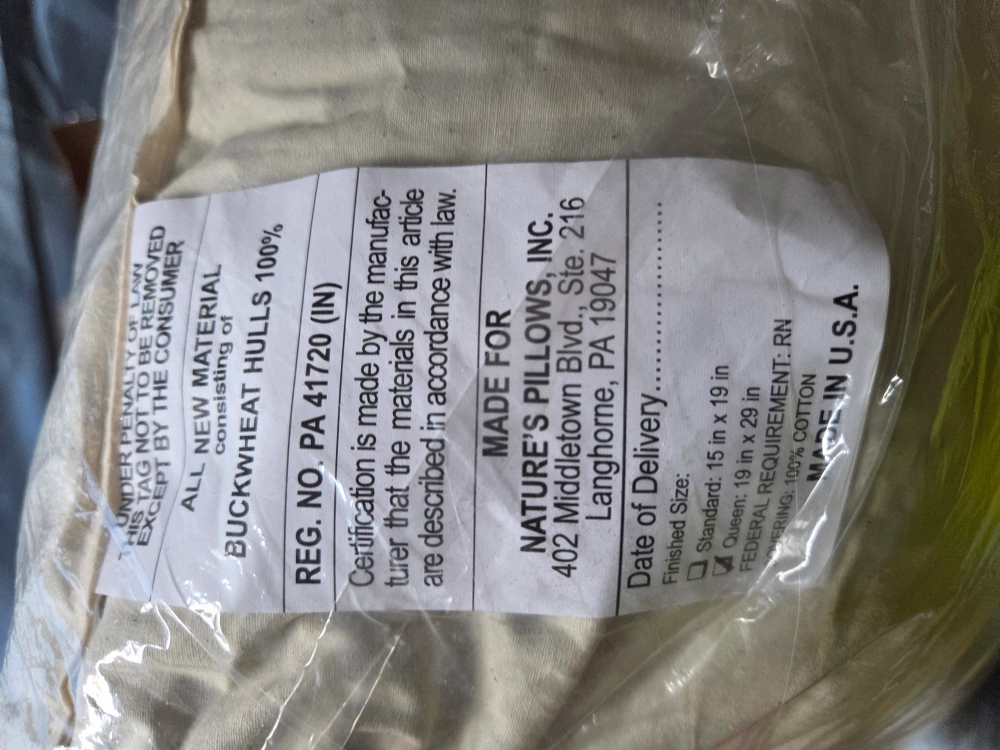 UNDER PENALTY OF LAW
THIS TAG NOT TO BE REMOVED
EXCEPT BY THE CONSUMER
ALL NEW MATERIAL
consisting of
BUCKWHEAT HULLS 100%
REG. NO. PA 41720 (IN)
Certification is made by the manufac-
turer that the materials in this article
are described in accordance with law.
MADE FOR
NATURE'S PILLOWS, INC.
402 Middletown Blvd., Ste. 216
Langhorne, PA 19047
Date of Delivery..............................
Finished Size:
☐ Standard: 15 in x 19 in
☑ Queen: 19 in x 29 in
FEDERAL REQUIREMENT: RN
COVERING: 100% COTTON
MADE IN U.S.A.